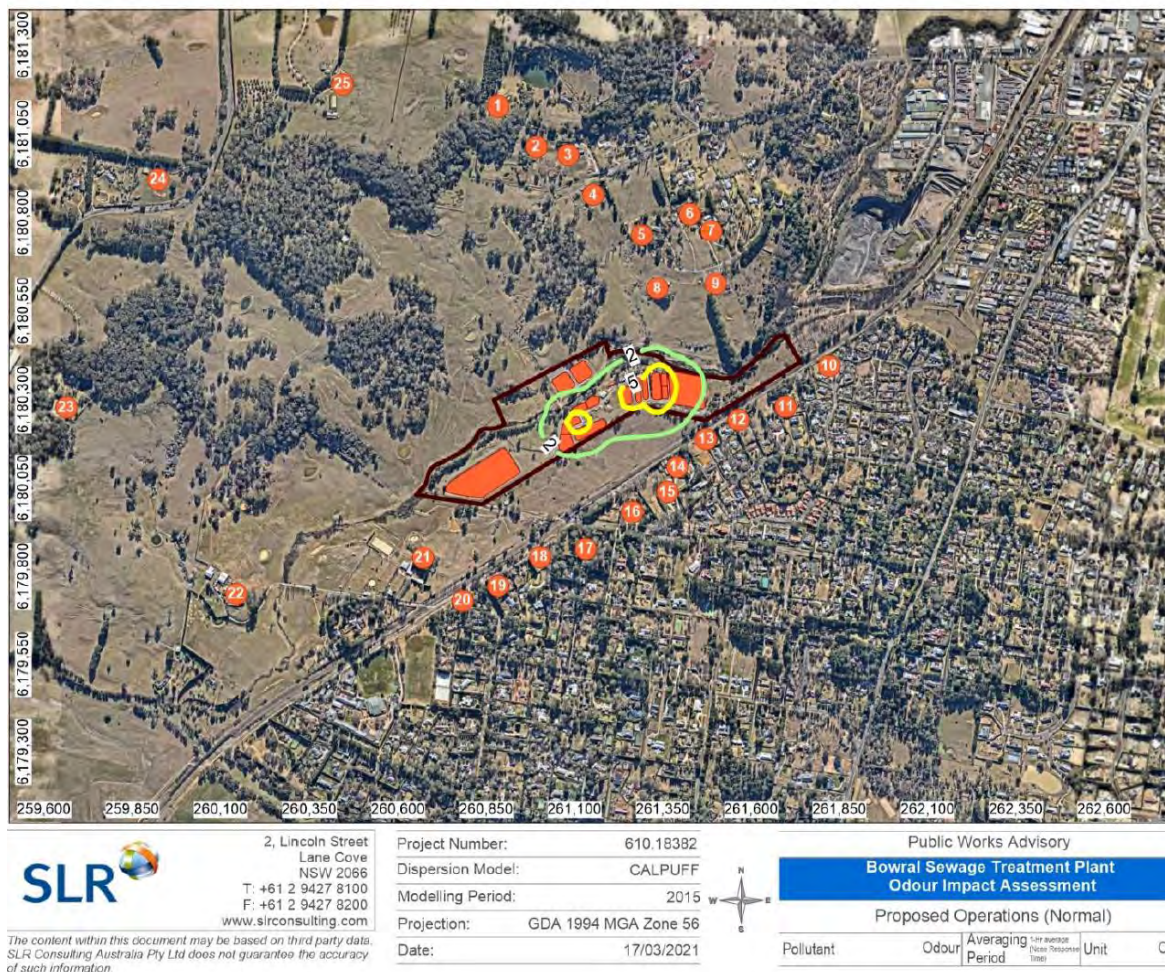 6,181,300
6,181,050
6,180,800
6,180,550
6,180,300
6,180,050
6,179,800
6,179,550
6,179,300
25
1
2
3
24
4
6
5
7
9
8
2
10
5
23
11
12
2
13
14
15
16
17
18
21
19
22
20
259,600 259,850 260,100 260,350 260,600 260,850 261,100 261,350 261,600 261,850 262,100 262,350 262,600
SLR
2, Lincoln Street
Lane Cove
NSW 2066
T: +61 2 9427 8100
F: +61 2 9427 8200
www.slrconsulting.com
The content within this document may be based on third party data.
SLR Consulting Australia Pty Ltd does not guarantee the accuracy
of such information.
Project Number: 610.18382
Dispersion Model: CALPUFF
Modelling Period: 2015
Projection: GDA 1994 MGA Zone 56
Date: 17/03/2021
N
W E
S
Public Works Advisory
Bowral Sewage Treatment Plant
Odour Impact Assessment
Proposed Operations (Normal)
Pollutant Odour Averaging Period 1-hr average (Nose Response Time) Unit O